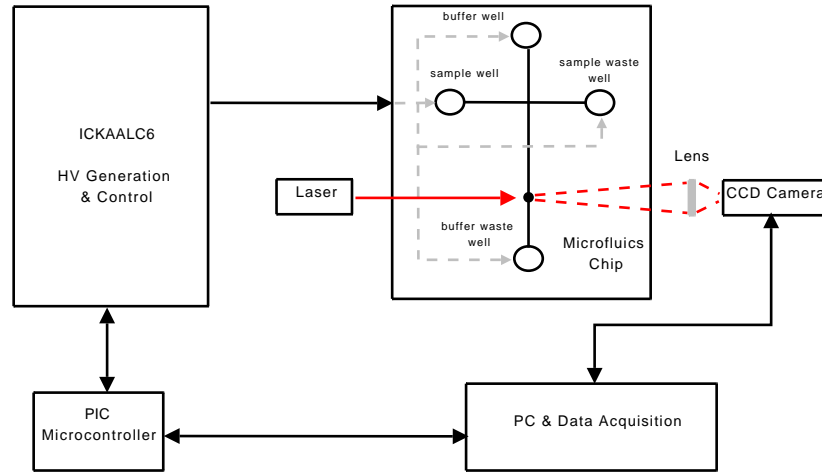 buffer well
sample well
sample waste
well
ICKAALC6
HV Generation
& Control
Lens
Laser
CCD Camera
buffer waste
well
Microfluics
Chip
PIC
Microcontroller
PC & Data Acquisition